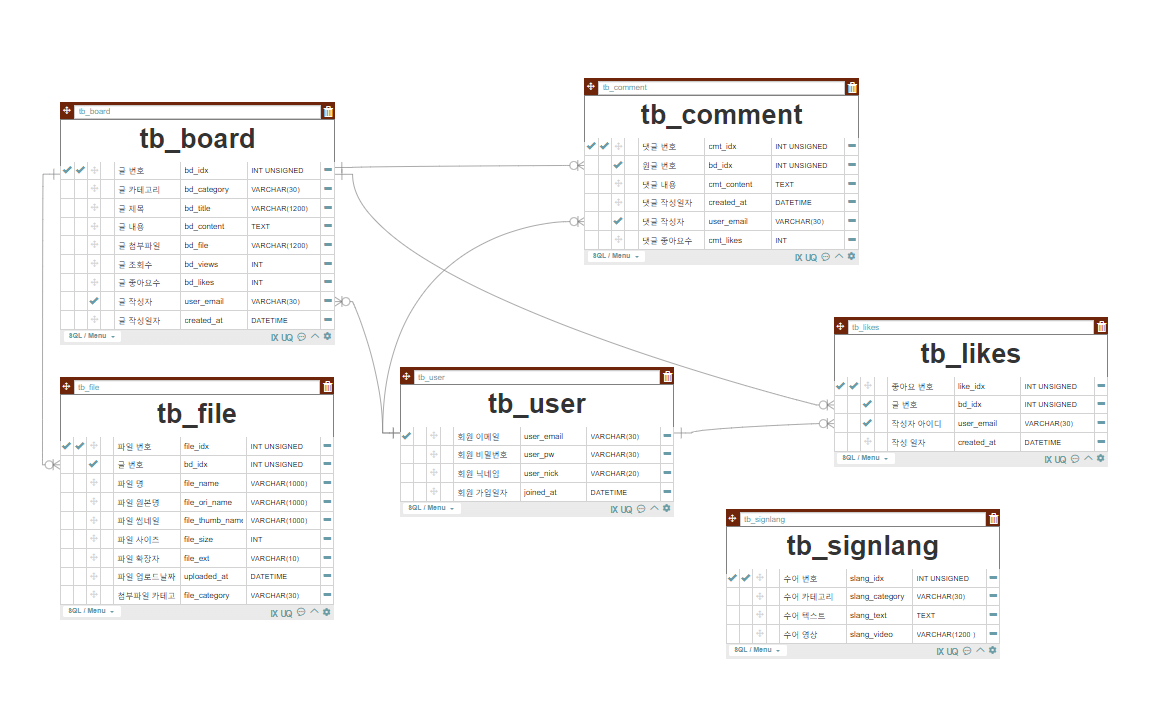 tb_board
tb_board
글 번호 bd_idx INT UNSIGNED
글 카테고리 bd_category VARCHAR(30)
글 제목 bd_title VARCHAR(1200)
글 내용 bd_content TEXT
글 첨부파일 bd_file VARCHAR(1200)
글 조회수 bd_views INT
글 좋아요수 bd_likes INT
글 작성자 user_email VARCHAR(30)
글 작성일자 created_at DATETIME
SQL / Menu IX UQ
tb_comment
tb_comment
댓글 번호 cmt_idx INT UNSIGNED
원글 번호 bd_idx INT UNSIGNED
댓글 내용 cmt_content TEXT
댓글 작성일자 created_at DATETIME
댓글 작성자 user_email VARCHAR(30)
댓글 좋아요수 cmt_likes INT
SQL / Menu IX UQ
tb_likes
tb_likes
좋아요 번호 like_idx INT UNSIGNED
글 번호 bd_idx INT UNSIGNED
작성자 아이디 user_email VARCHAR(30)
작성 일자 created_at DATETIME
SQL / Menu IX UQ
tb_file
tb_file
파일 번호 file_idx INT UNSIGNED
글 번호 bd_idx INT UNSIGNED
파일 명 file_name VARCHAR(1000)
파일 원본명 file_ori_name VARCHAR(1000)
파일 썸네일 file_thumb_name VARCHAR(1000)
파일 사이즈 file_size INT
파일 확장자 file_ext VARCHAR(10)
파일 업로드날짜 uploaded_at DATETIME
첨부파일 카테고 file_category VARCHAR(30)
SQL / Menu IX UQ
tb_user
tb_user
회원 이메일 user_email VARCHAR(30)
회원 비밀번호 user_pw VARCHAR(30)
회원 닉네임 user_nick VARCHAR(20)
회원 가입일자 joined_at DATETIME
SQL / Menu IX UQ
tb_signlang
tb_signlang
수어 번호 slang_idx INT UNSIGNED
수어 카테고리 slang_category VARCHAR(30)
수어 텍스트 slang_text TEXT
수어 영상 slang_video VARCHAR(1200 )
SQL / Menu IX UQ